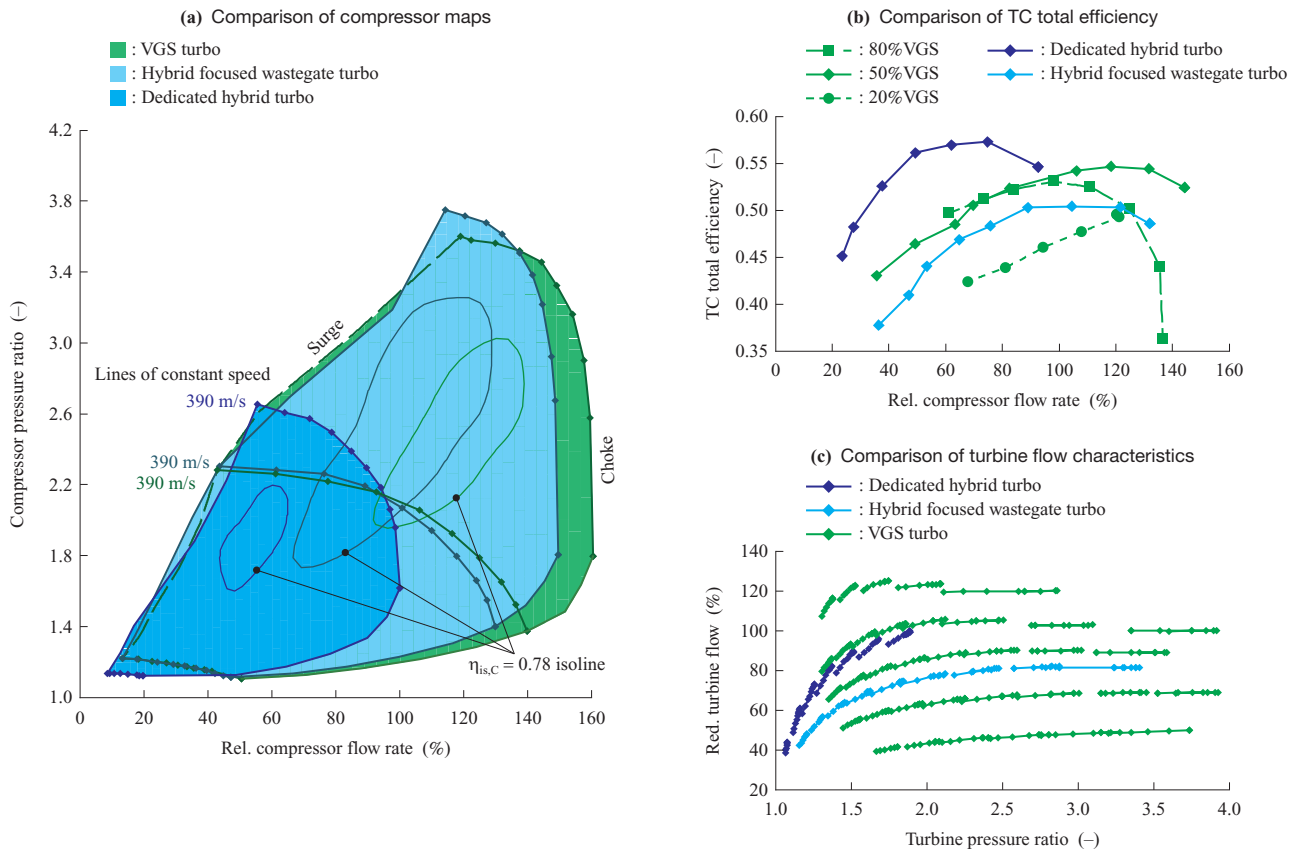 (a) Comparison of compressor maps
: VGS turbo
: Hybrid focused wastegate turbo
: Dedicated hybrid turbo
4.2
3.8
3.4
3.0
2.6
2.2
1.8
1.4
1.0
Compressor pressure ratio (–)
Surge
Lines of constant speed
390 m/s
390 m/s
390 m/s
Choke
ηis,C = 0.78 isoline
0 20 40 60 80 100 120 140 160
Rel. compressor flow rate (%)
(b) Comparison of TC total efficiency
: 80%VGS
: 50%VGS
: 20%VGS
: Dedicated hybrid turbo
: Hybrid focused wastegate turbo
0.60
0.55
0.50
0.45
0.40
0.35
TC total efficiency (–)
0 20 40 60 80 100 120 140 160
Rel. compressor flow rate (%)
(c) Comparison of turbine flow characteristics
: Dedicated hybrid turbo
: Hybrid focused wastegate turbo
: VGS turbo
140
120
100
80
60
40
20
Red. turbine flow (%)
1.0 1.5 2.0 2.5 3.0 3.5 4.0
Turbine pressure ratio (–)